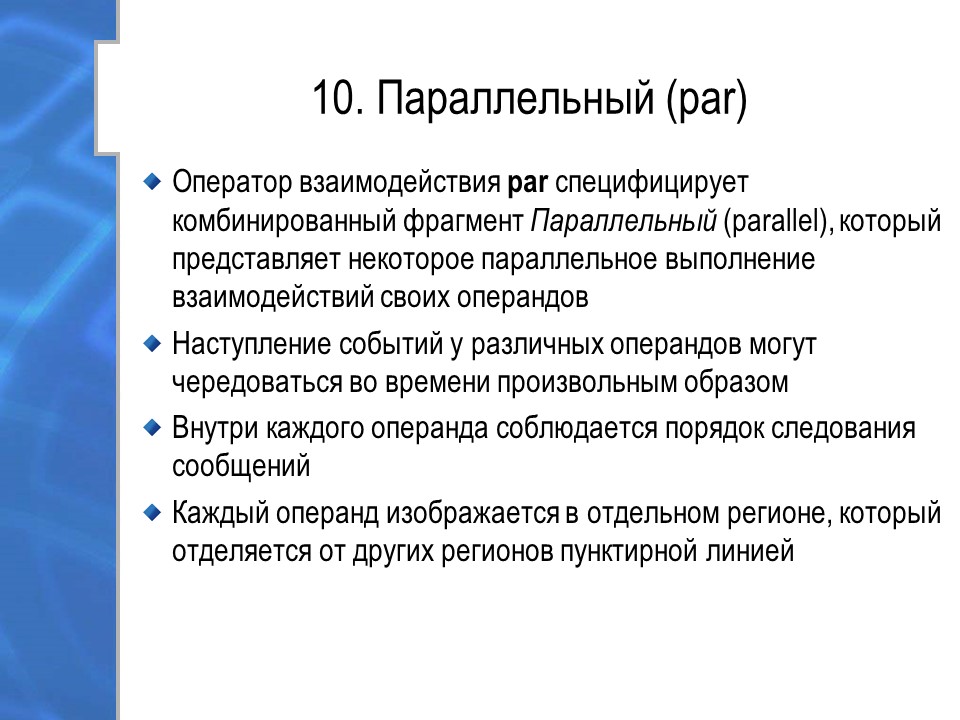 10. Параллельный (par)
Оператор взаимодействия par специфицирует
комбинированный фрагмент Параллельный (parallel), который
представляет некоторое параллельное выполнение
взаимодействий своих операндов
Наступление событий у различных операндов могут
чередоваться во времени произвольным образом
Внутри каждого операнда соблюдается порядок следования
сообщений
Каждый операнд изображается в отдельном регионе, который
отделяется от других регионов пунктирной линией